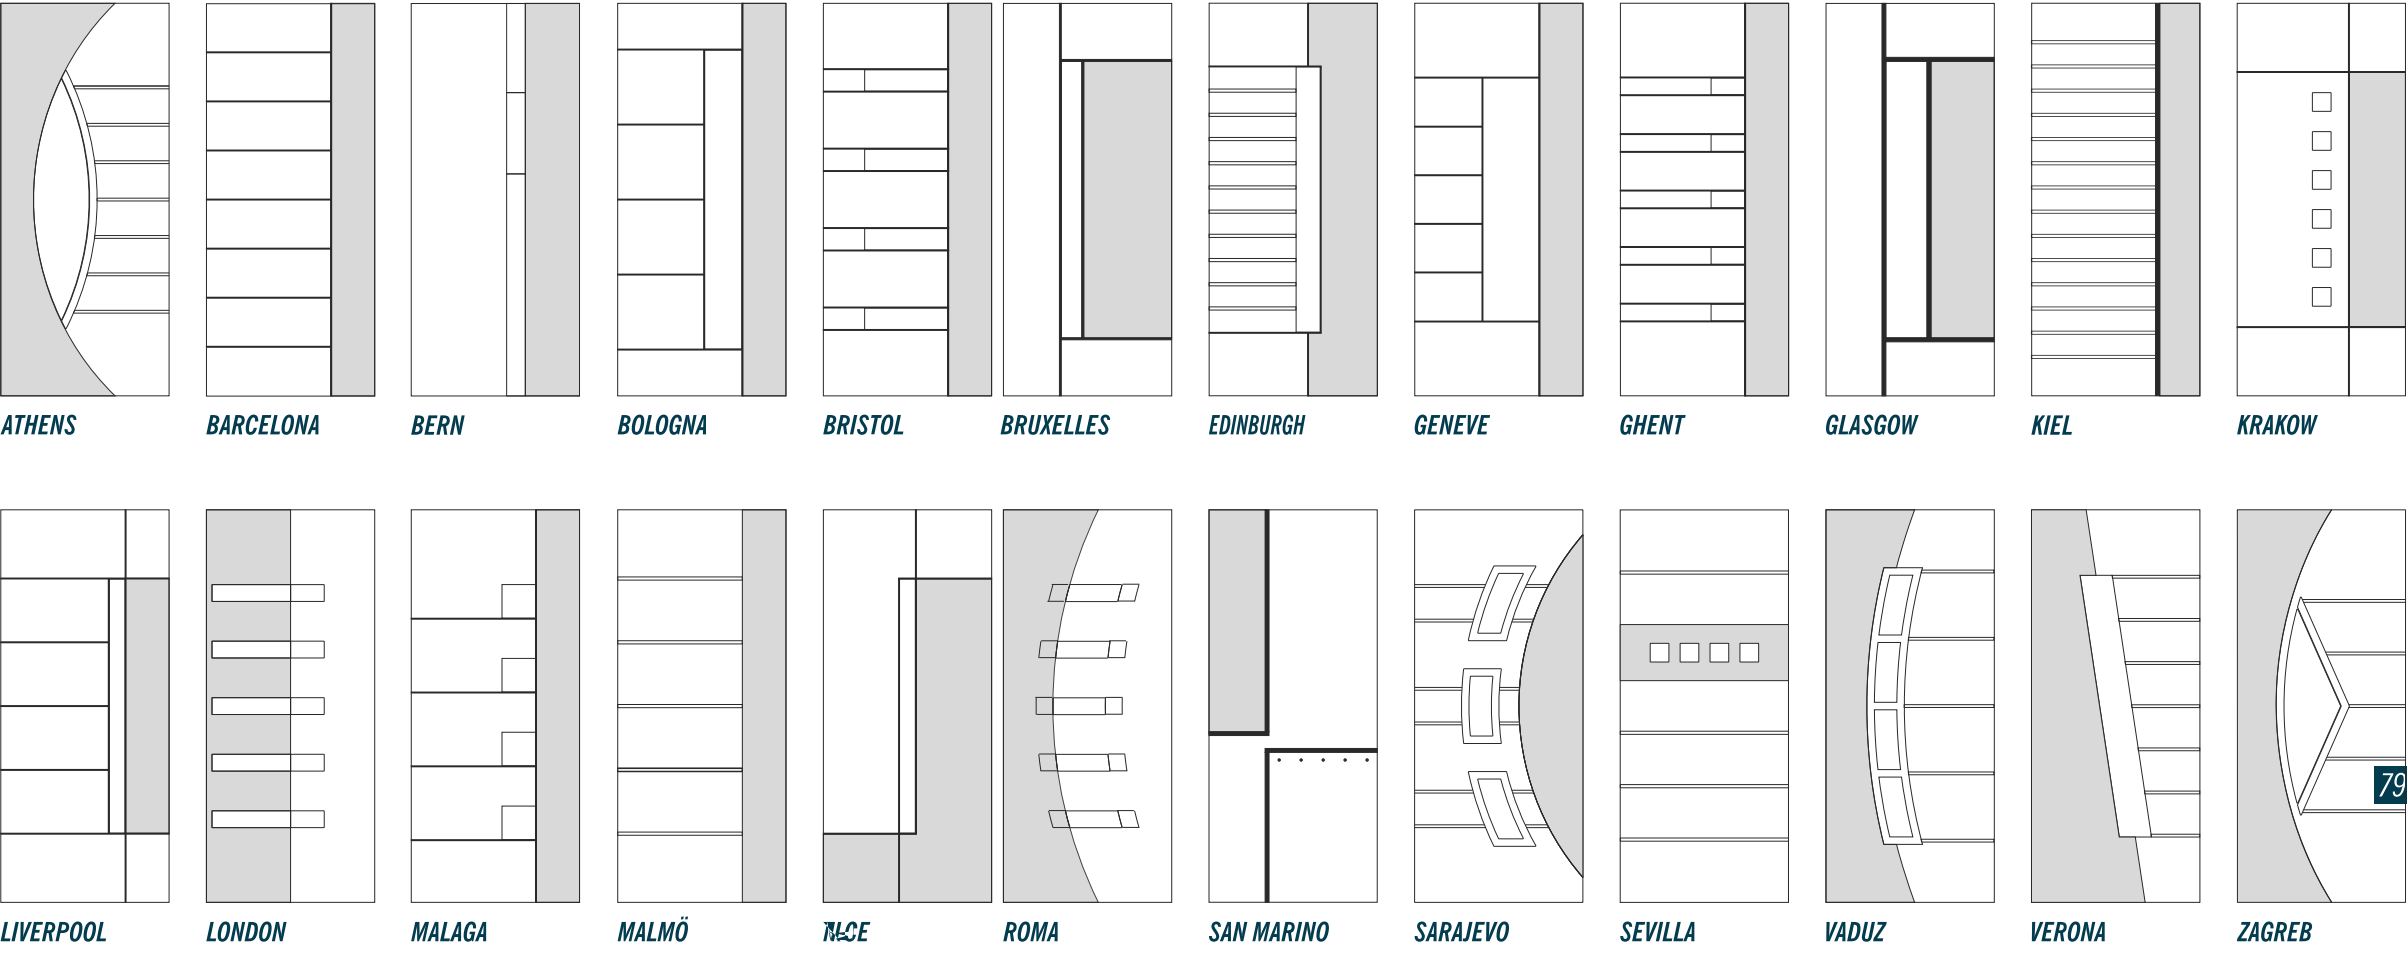 ATHENS BARCELONA BERN BOLOGNA BRISTOL BRUXELLES EDINBURGH GENEVE GHENT GLASGOW KIEL KRAKOW
79
LIVERPOOL LONDON MALAGA MALMÖ ROMA SAN MARINO SARAJEVO SEVILLA VADUZ VERONA ZAGREB